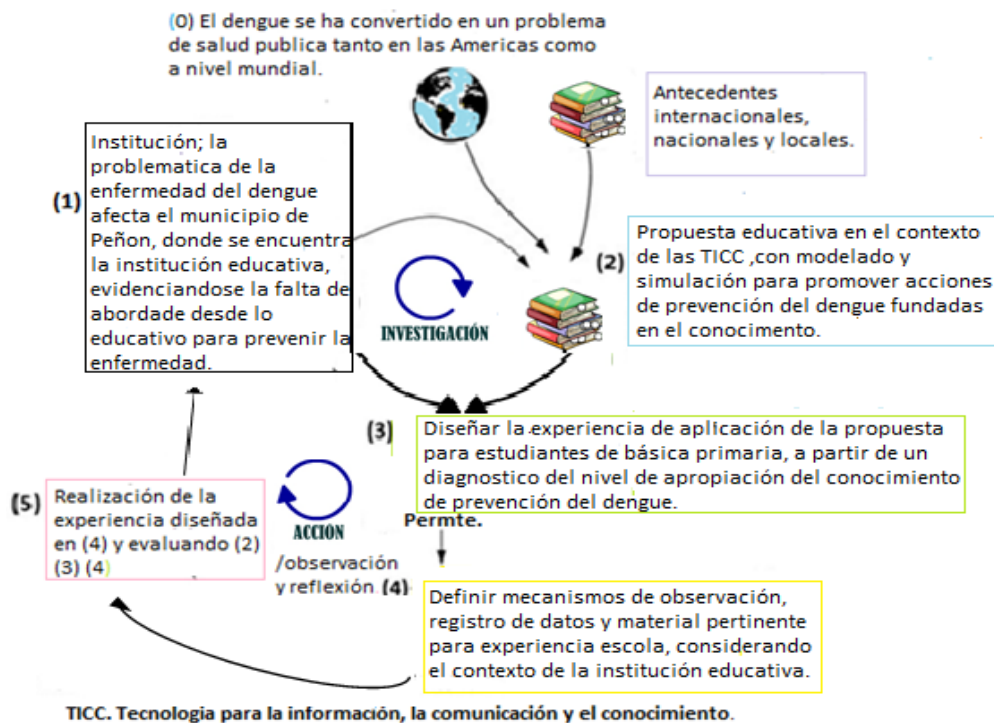 (0) El dengue se ha convertido en un problema
de salud publica tanto en las Americas como
a nivel mundial.
Antecedentes
internacionales,
nacionales y locales.
(1)
Institución; la
problematica de la
enfermedad del dengue
afecta el municipio de
Peñon, donde se encuentra
la institución educativa,
evidenciandose la falta de
abordade desde lo
educativo para prevenir la
enfermedad.
INVESTIGACIÓN
(2)
Propuesta educativa en el contexto
de las TICC ,con modelado y
simulación para promover acciones
de prevención del dengue fundadas
en el conocimento.
(3)
Diseñar la experiencia de aplicación de la propuesta
para estudiantes de básica primaria, a partir de un
diagnostico del nivel de apropiación del conocimiento
de prevención del dengue.
Permte.
(5)
Realización de la
experiencia diseñada
en (4) y evaluando (2)
(3) (4)
ACCIÓN
/observación
y reflexión (4)
Definir mecanismos de observación,
registro de datos y material pertinente
para experiencia escola, considerando
el contexto de la institución educativa.
TICC. Tecnologia para la información, la comunicación y el conocimiento.